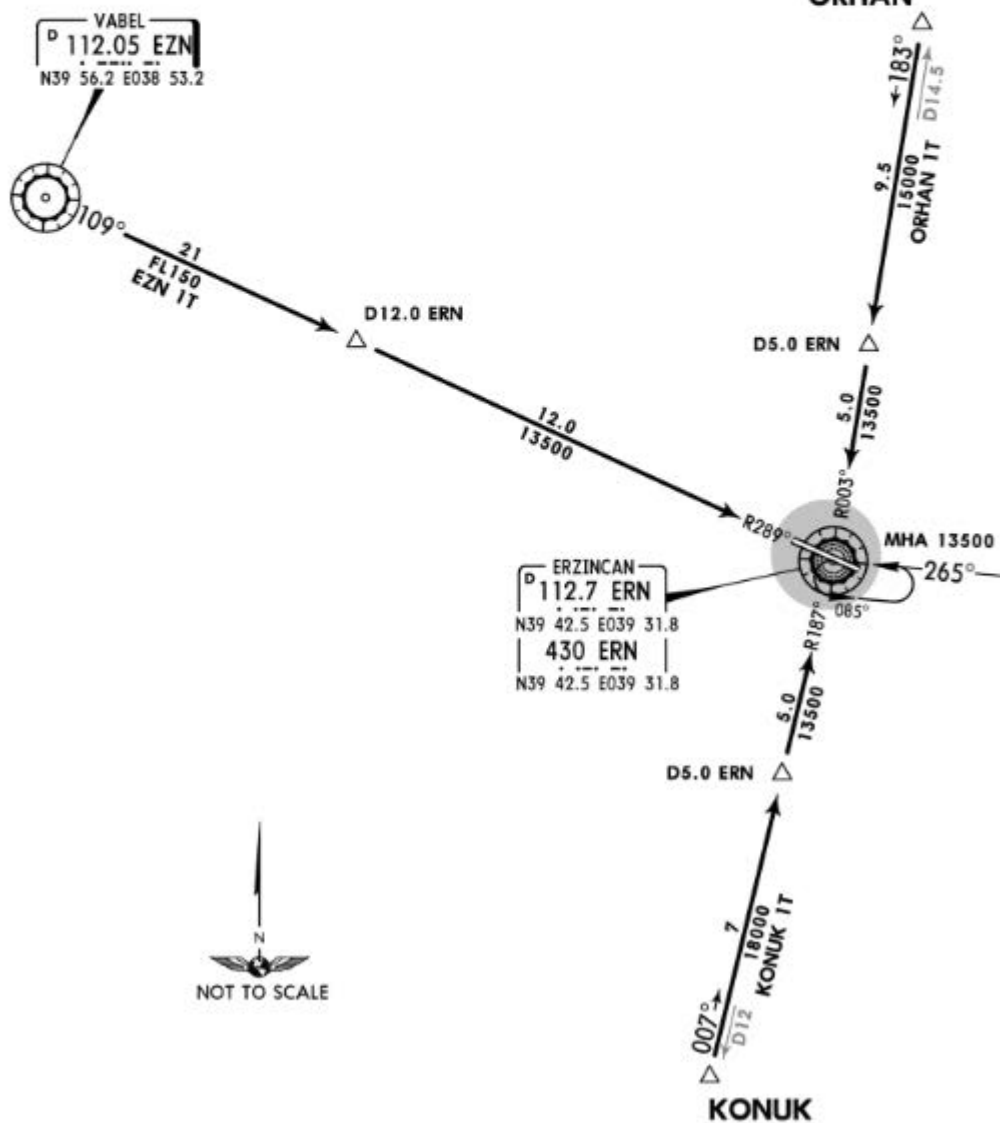 ORHAN
VABEL
D 112.05 EZN
N39 56.2 E038 53.2
183°
D14.5
9.5
15000
ORHAN 1T
109°
21
FL150
EZN 1T
D12.0 ERN
D5.0 ERN
12.0
13500
5.0
13500
R003°
R289°
MHA 13500
265°
085°
ERZINCAN
D 112.7 ERN
N39 42.5 E039 31.8
430 ERN
N39 42.5 E039 31.8
R187°
5.0
13500
D5.0 ERN
7
18000
KONUK 1T
N
NOT TO SCALE
007°
D12
KONUK